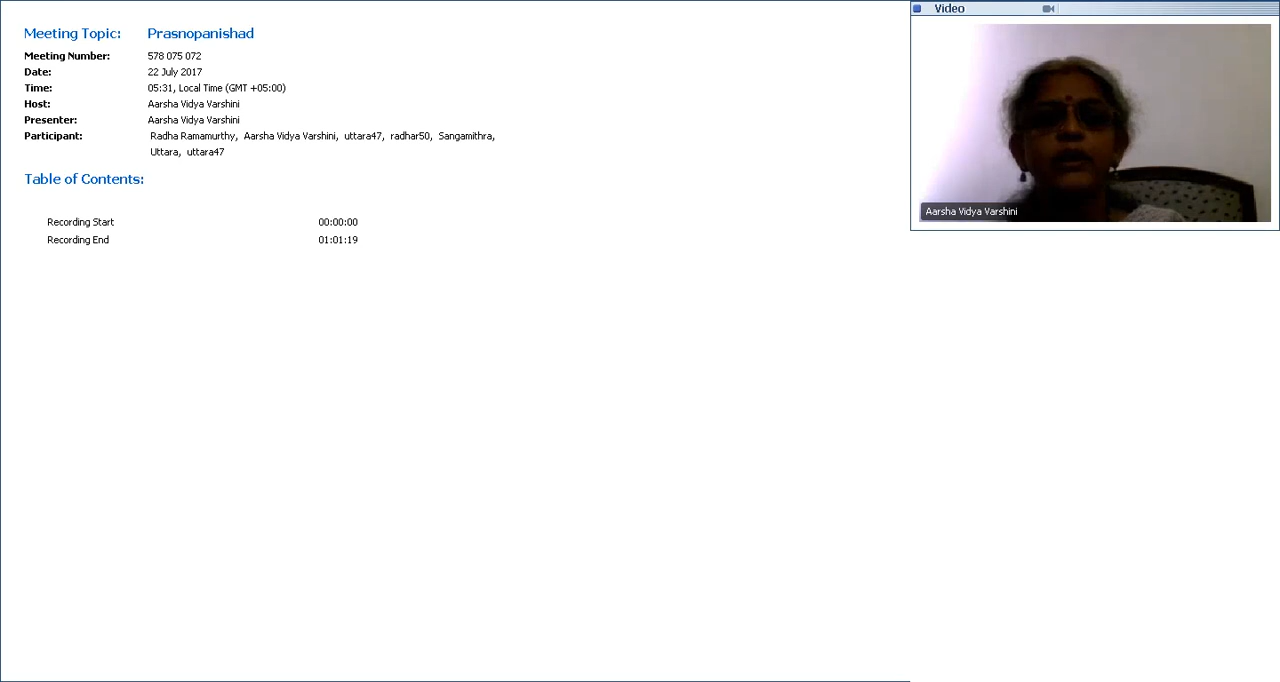 Meeting Topic: Prasnopanishad
Meeting Number: 578 075 072
Date: 22 July 2017
Time: 05:31, Local Time (GMT +05:00)
Host: Aarsha Vidya Varshini
Presenter: Aarsha Vidya Varshini
Participant: Radha Ramamurthy, Aarsha Vidya Varshini, uttara47, radhar50, Sangamithra,
Uttara, uttara47
Table of Contents:
Recording Start 00:00:00
Recording End 01:01:19
Video
Aarsha Vidya Varshini